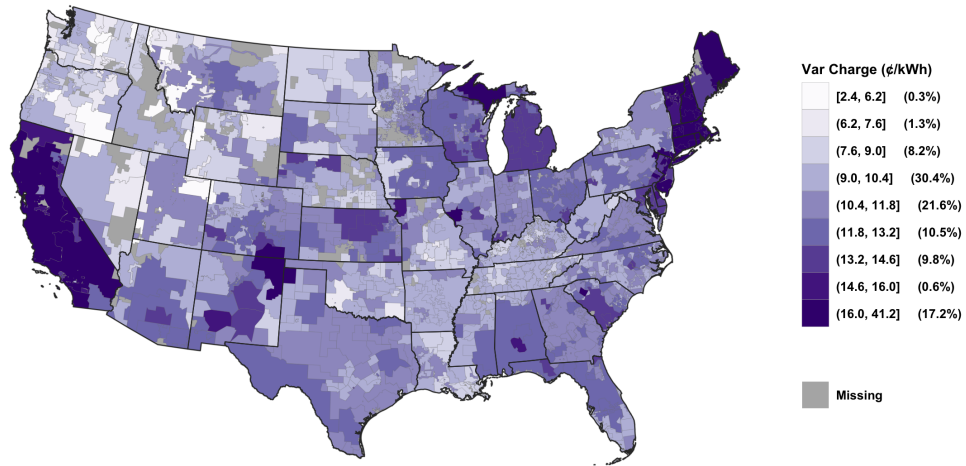 Var Charge (¢/kWh)
[2.4, 6.2] (0.3%)
(6.2, 7.6] (1.3%)
(7.6, 9.0] (8.2%)
(9.0, 10.4] (30.4%)
(10.4, 11.8] (21.6%)
(11.8, 13.2] (10.5%)
(13.2, 14.6] (9.8%)
(14.6, 16.0] (0.6%)
(16.0, 41.2] (17.2%)
Missing